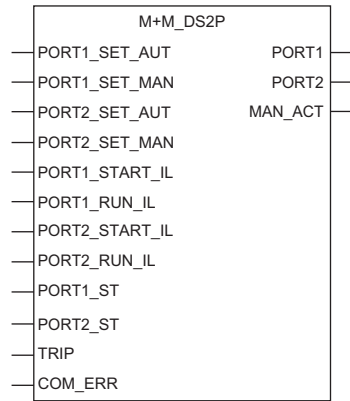 M+M_DS2P
PORT1_SET_AUT PORT1
PORT1_SET_MAN PORT2
PORT2_SET_AUT MAN_ACT
PORT2_SET_MAN
PORT1_START_IL
PORT1_RUN_IL
PORT2_START_IL
PORT2_RUN_IL
PORT1_ST
PORT2_ST
TRIP
COM_ERR